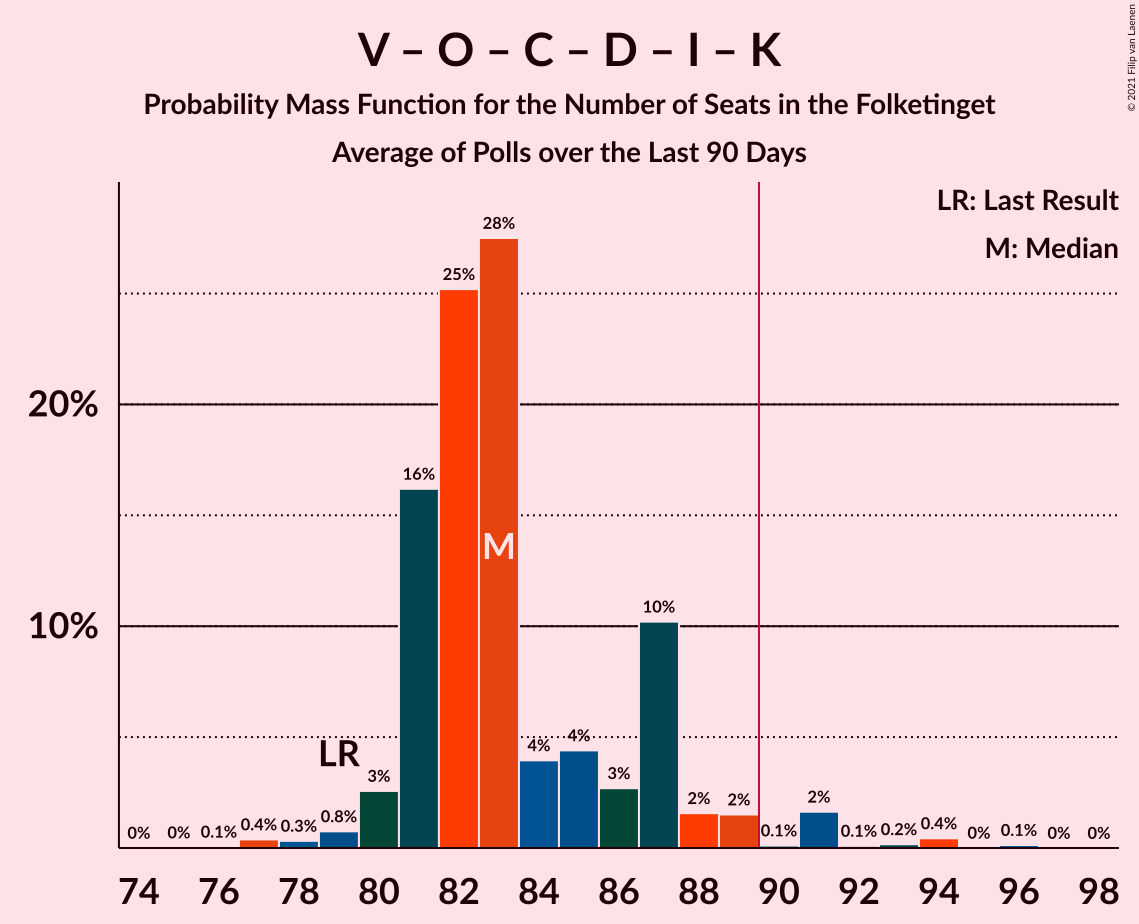 V – O – C – D – I – K
Probability Mass Function for the Number of Seats in the Folketinget
Average of Polls over the Last 90 Days
© 2021 Filip van Laenen
LR: Last Result
M: Median
20%
10%
0% 0% 0.1% 0.4% 0.3% 0.8% 3% 16% 25% 28% 4% 4% 3% 10% 2% 2% 0.1% 2% 0.1% 0.2% 0.4% 0% 0.1% 0% 0%
LR
M
74 76 78 80 82 84 86 88 90 92 94 96 98